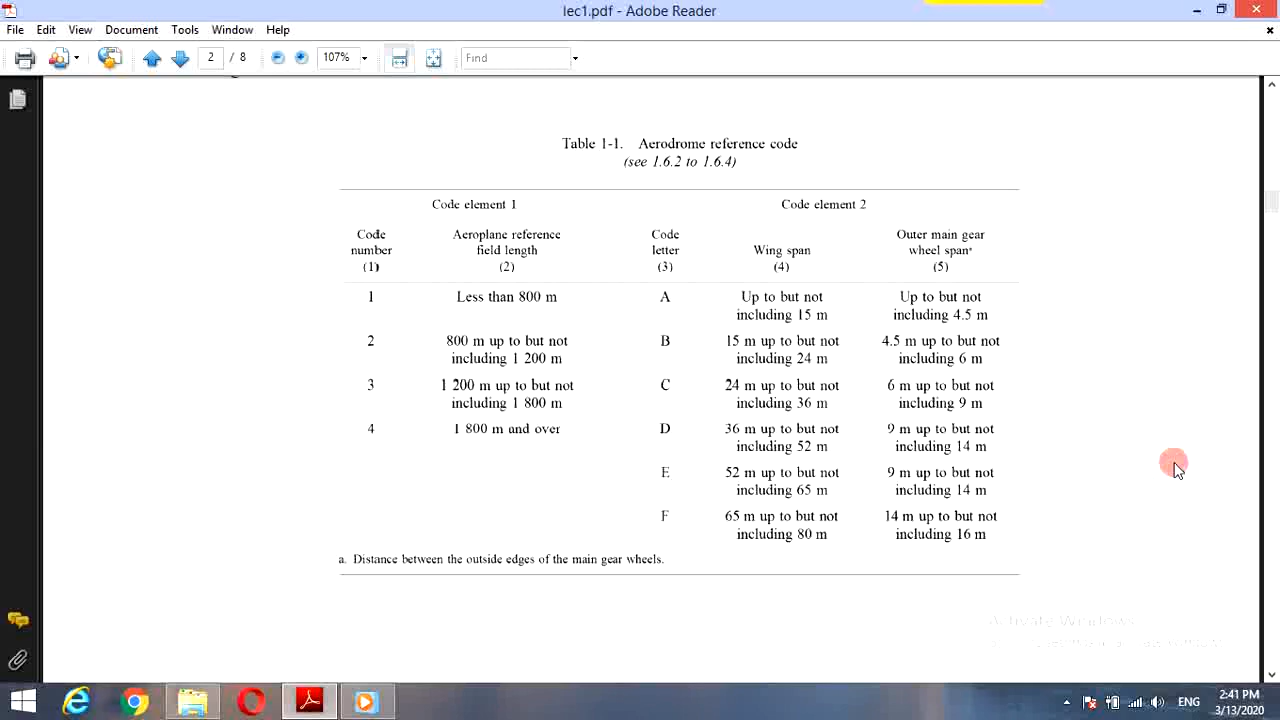 lec1.pdf - Adobe Reader
File Edit View Document Tools Window Help
2 / 8 107% Find
Table 1-1. Aerodrome reference code
(see 1.6.2 to 1.6.4)
Code element 1 Code element 2
Code number (1) Aeroplane reference field length (2) Code letter (3) Wing span (4) Outer main gear wheel spanᵃ (5)
1 Less than 800 m A Up to but not Up to but not
including 15 m including 4.5 m
2 800 m up to but not B 15 m up to but not 4.5 m up to but not
including 1 200 m including 24 m including 6 m
3 1 200 m up to but not C 24 m up to but not 6 m up to but not
including 1 800 m including 36 m including 9 m
4 1 800 m and over D 36 m up to but not 9 m up to but not
including 52 m including 14 m
E 52 m up to but not 9 m up to but not
including 65 m including 14 m
F 65 m up to but not 14 m up to but not
including 80 m including 16 m
a. Distance between the outside edges of the main gear wheels.
Activate Windows
ENG 2:41 PM
3/13/2020